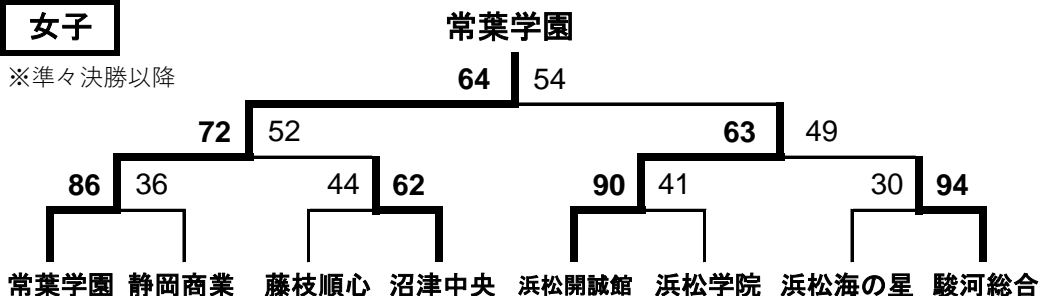 女子
常葉学園
※準々決勝以降
64 54
72 52 63 49
86 36 44 62 90 41 30 94
常葉学園 静岡商業 藤枝順心 沼津中央 浜松開誠館 浜松学院 浜松海の星 駿河総合